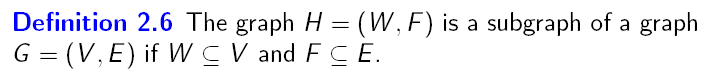 Definition 2.6 The graph H = (W, F) is a subgraph of a graph
G = (V, E) if W ⊆ V and F ⊆ E.